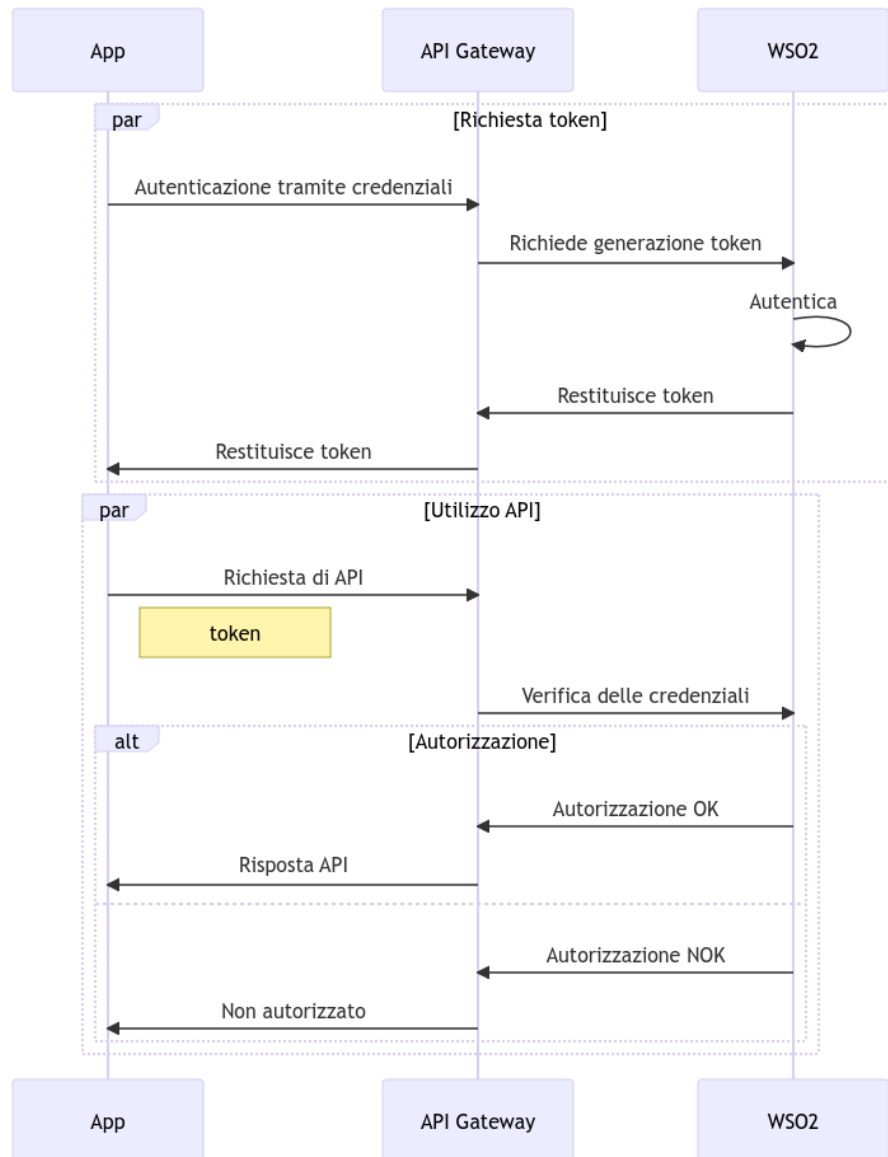 App
API Gateway
WSO2
par
[Richiesta token]
Autenticazione tramite credenziali
Richiede generazione token
Autentica
Restituisce token
Restituisce token
par
[Utilizzo API]
Richiesta di API
token
Verifica delle credenziali
alt
[Autorizzazione]
Autorizzazione OK
Risposta API
Autorizzazione NOK
Non autorizzato
App
API Gateway
WSO2